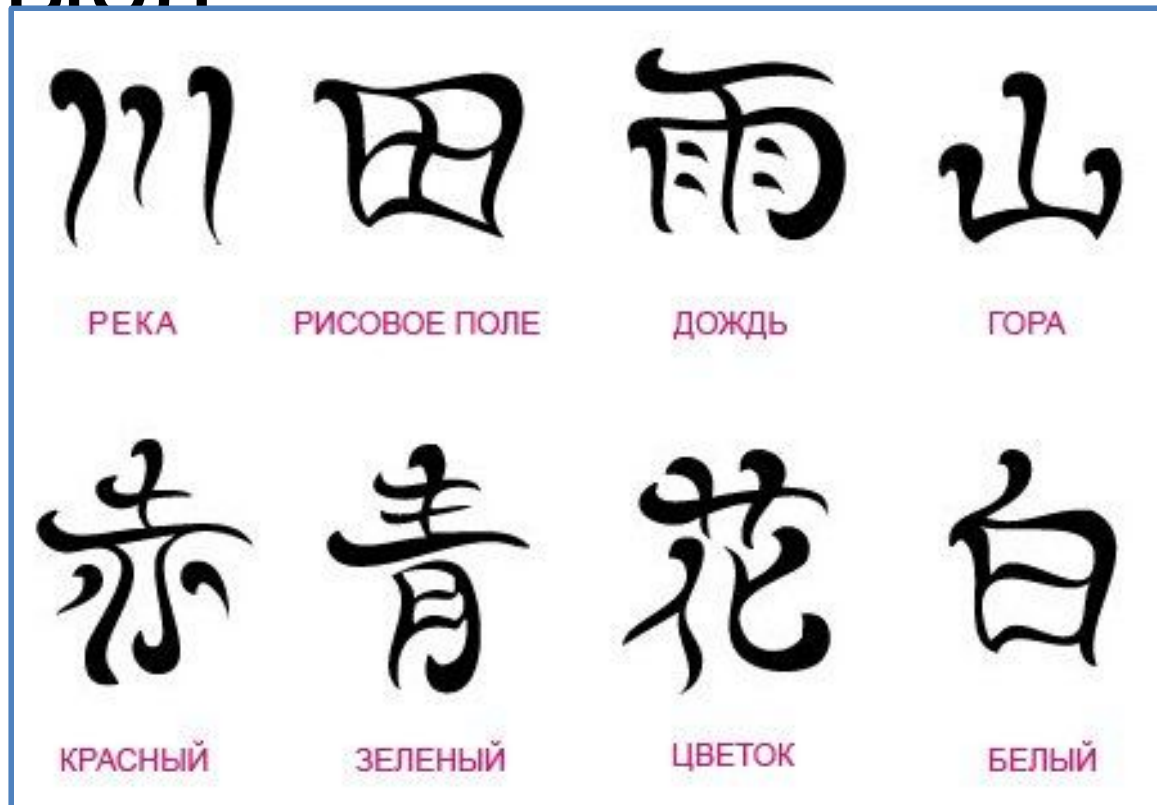 川 田 雨 山
РЕКА РИСОВОЕ ПОЛЕ ДОЖДЬ ГОРА
赤 青 花 白
КРАСНЫЙ ЗЕЛЕНЫЙ ЦВЕТОК БЕЛЫЙ